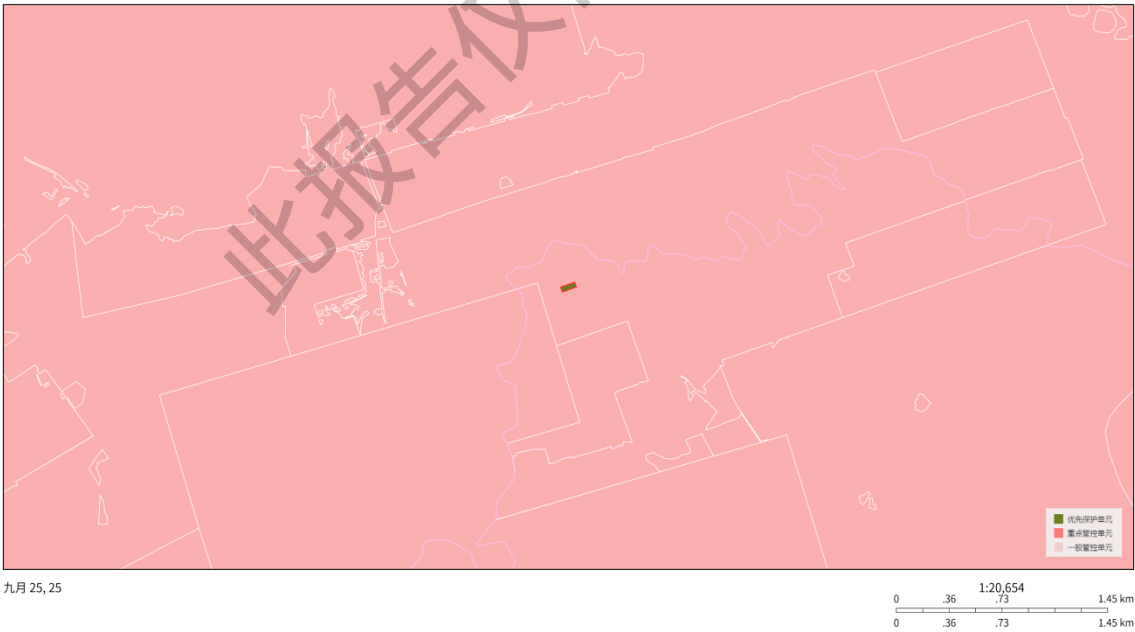 此报告仅
优先保护单元
重点管控单元
一般管控单元
九月 25, 25
1:20,654
0 .36 .73 1.45 km
0 .36 .73 1.45 km